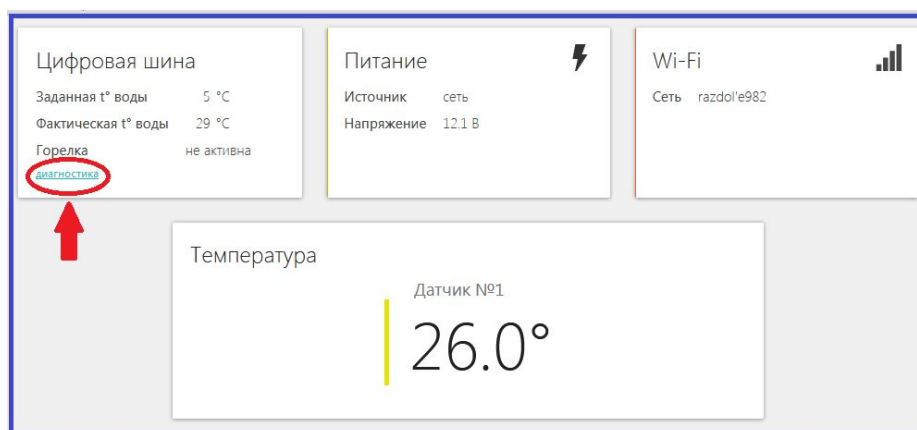 Цифровая шина
Заданная t° воды 5 °C
Фактическая t° воды 29 °C
Горелка не активна
диагностика
Питание
Источник сеть
Напряжение 12.1 В
Wi-Fi
Сеть razdol'e982
Температура
Датчик №1
26.0°